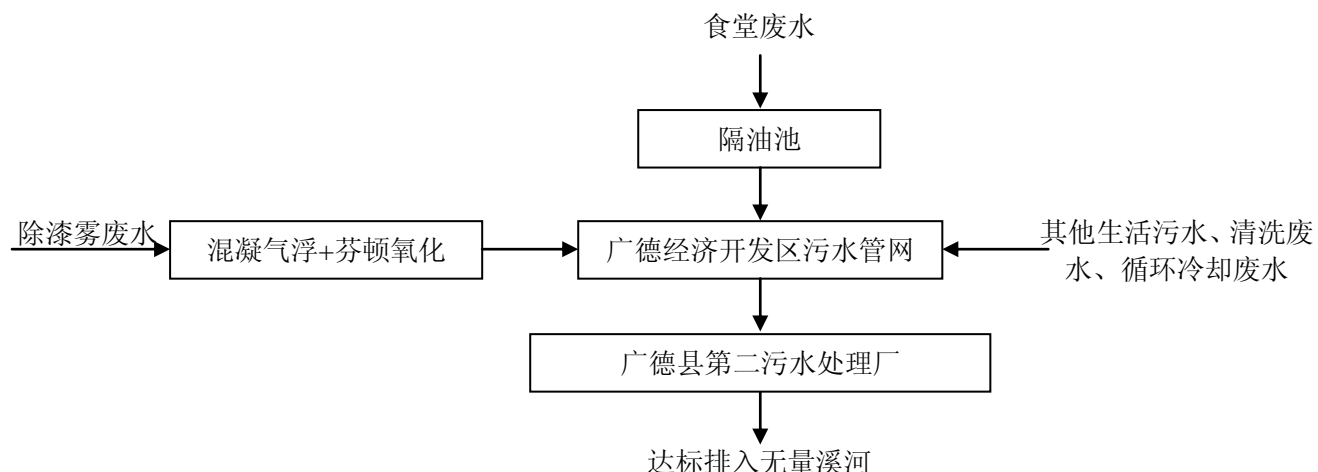 食堂废水
隔油池
除漆雾废水
混凝气浮+芬顿氧化
广德经济开发区污水管网
其他生活污水、清洗废
水、循环冷却废水
广德县第二污水处理厂
达标排入无量溪河